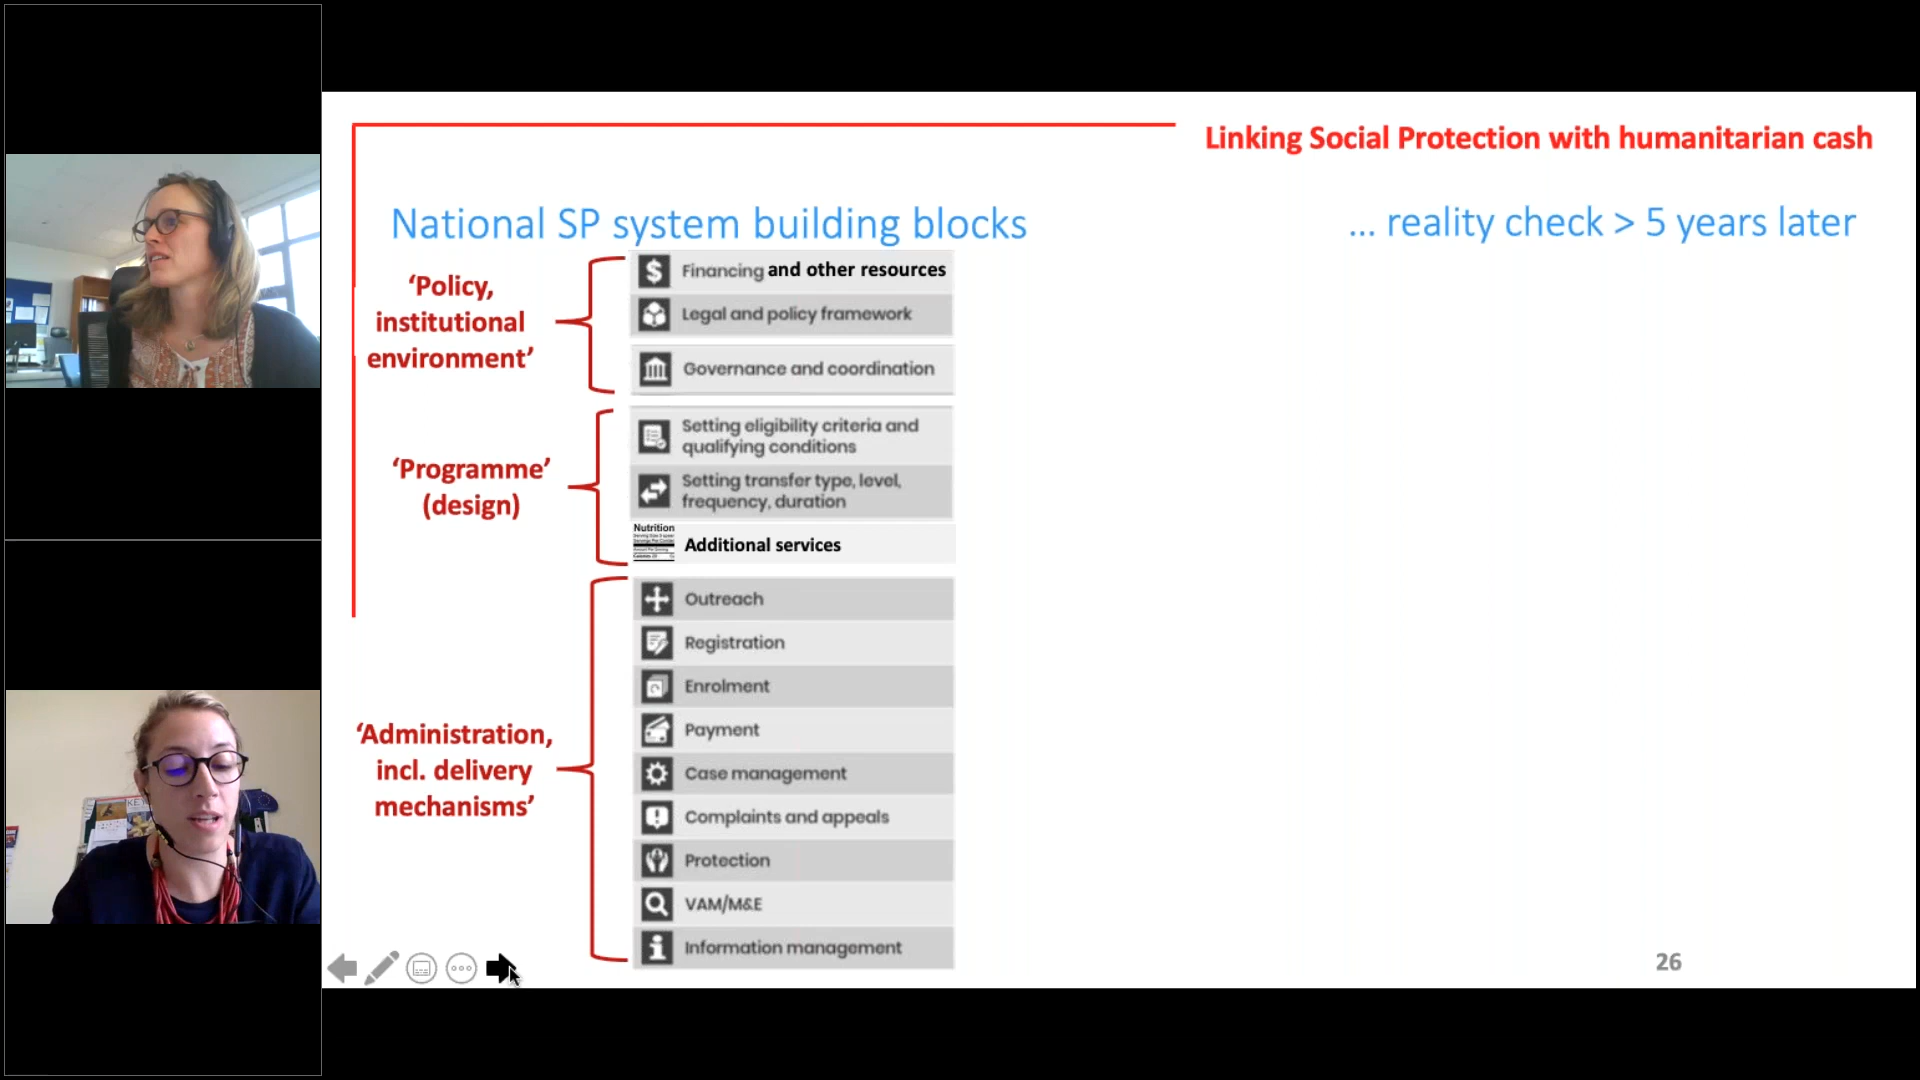 Linking Social Protection with humanitarian cash
National SP system building blocks
... reality check > 5 years later
‘Policy,
institutional
environment’
Financing and other resources
Legal and policy framework
Governance and coordination
‘Programme’
(design)
Setting eligibility criteria and
qualifying conditions
Setting transfer type, level,
frequency, duration
Nutrition
Additional services
‘Administration,
incl. delivery
mechanisms’
Outreach
Registration
Enrolment
Payment
Case management
Complaints and appeals
Protection
VAM/M&E
Information management
26